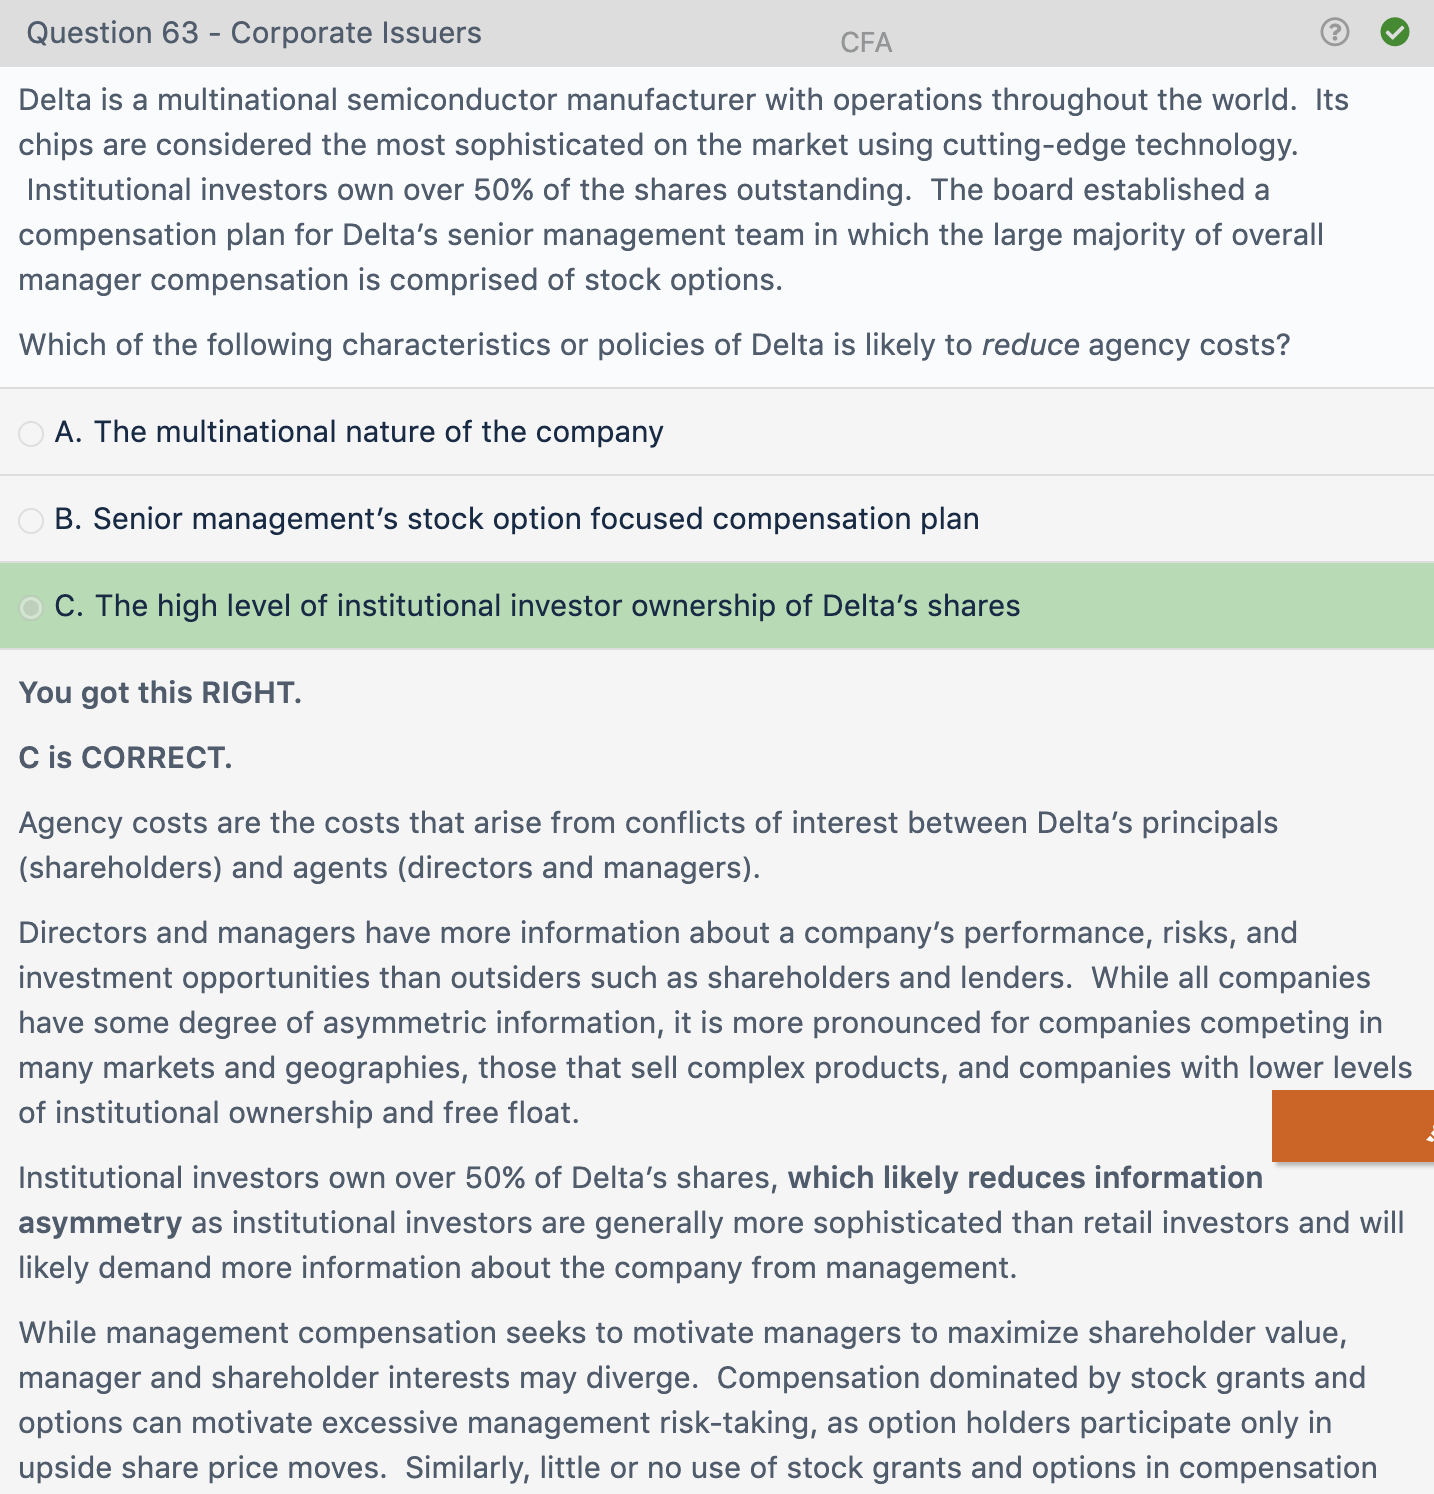 Question 63 - Corporate Issuers
CFA
Delta is a multinational semiconductor manufacturer with operations throughout the world.  Its
chips are considered the most sophisticated on the market using cutting-edge technology.
Institutional investors own over 50% of the shares outstanding.  The board established a
compensation plan for Delta’s senior management team in which the large majority of overall
manager compensation is comprised of stock options.
Which of the following characteristics or policies of Delta is likely to reduce agency costs?
A. The multinational nature of the company
B. Senior management’s stock option focused compensation plan
C. The high level of institutional investor ownership of Delta’s shares
You got this RIGHT.
C is CORRECT.
Agency costs are the costs that arise from conflicts of interest between Delta’s principals
(shareholders) and agents (directors and managers).
Directors and managers have more information about a company’s performance, risks, and
investment opportunities than outsiders such as shareholders and lenders.  While all companies
have some degree of asymmetric information, it is more pronounced for companies competing in
many markets and geographies, those that sell complex products, and companies with lower levels
of institutional ownership and free float.
Institutional investors own over 50% of Delta’s shares, which likely reduces information
asymmetry as institutional investors are generally more sophisticated than retail investors and will
likely demand more information about the company from management.
While management compensation seeks to motivate managers to maximize shareholder value,
manager and shareholder interests may diverge.  Compensation dominated by stock grants and
options can motivate excessive management risk-taking, as option holders participate only in
upside share price moves.  Similarly, little or no use of stock grants and options in compensation